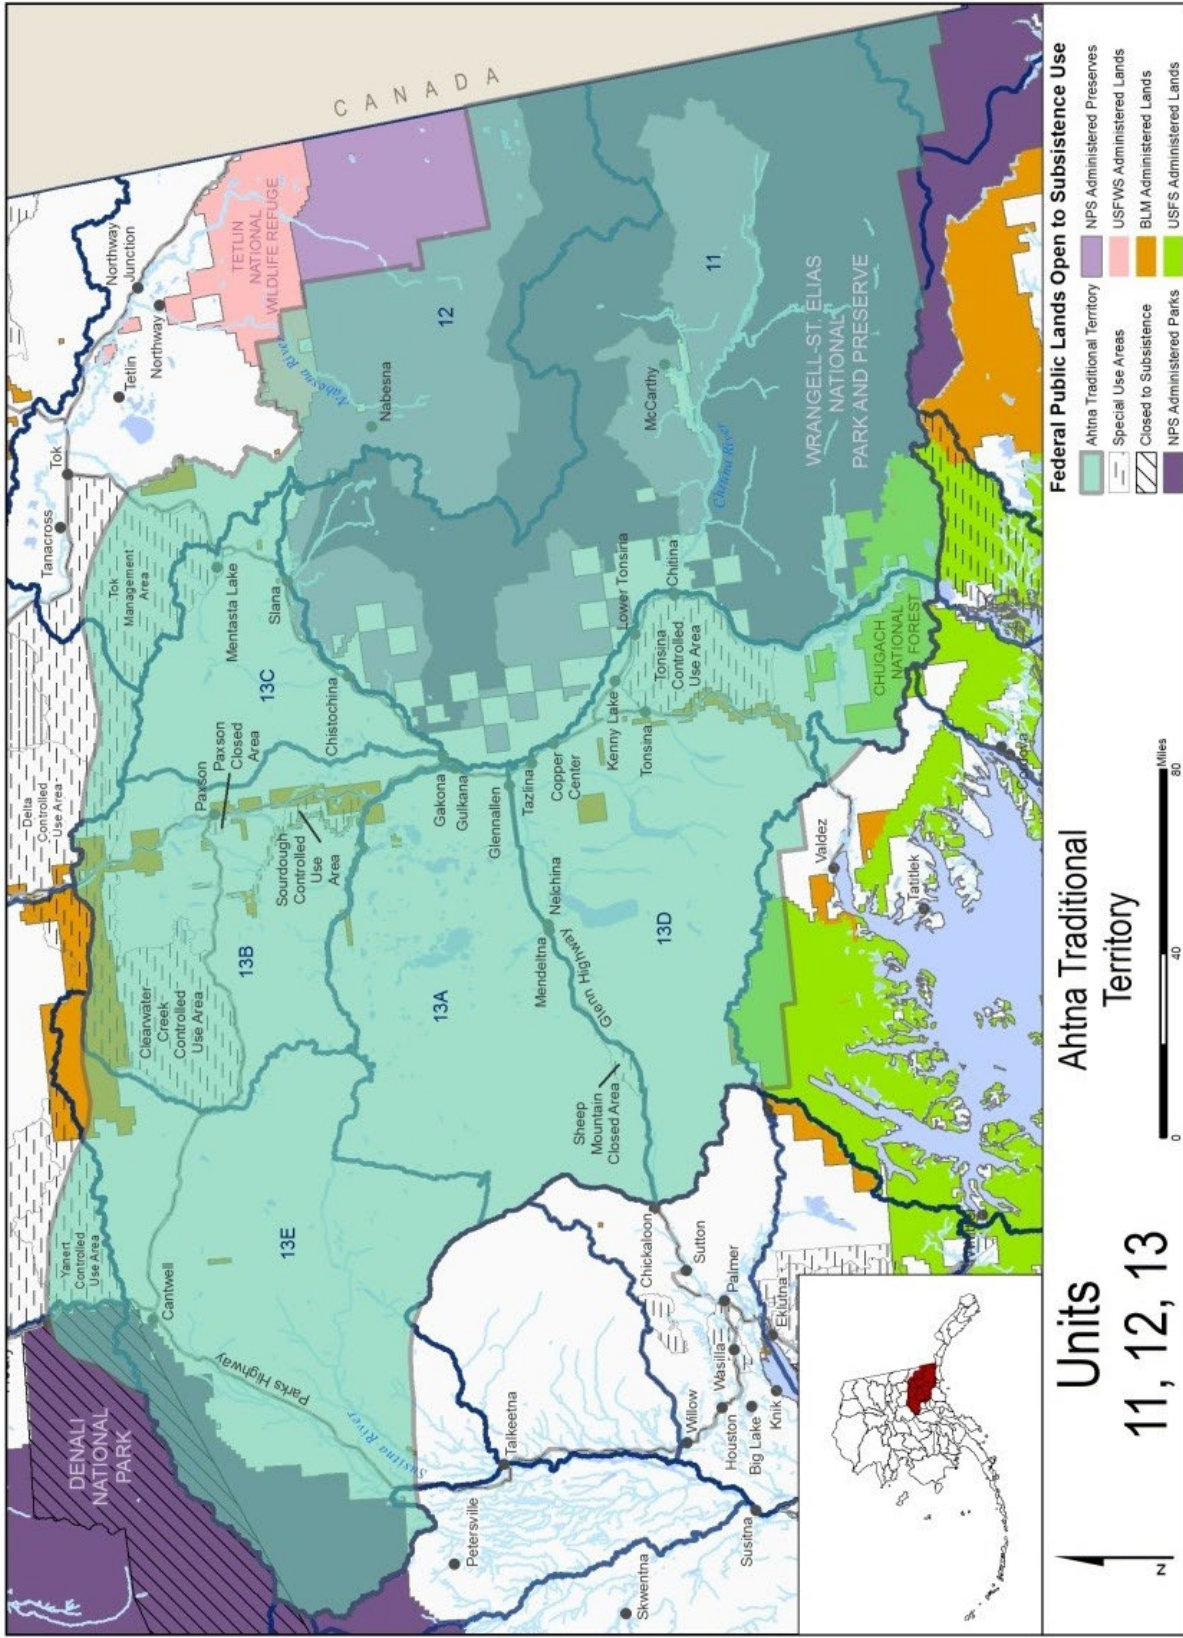 CANADA
Tanacross
Tok
Tetlin
Northway
Junction
Northway
TETLIN
NATIONAL
WILDLIFE REFUGE
Delta
Controlled
Use Area
Tok
Management
Area
Yanert
Controlled
Use Area
DENALI
NATIONAL
PARK
Cantwell
Clearwater
Creek
Controlled
Use Area
Paxson
Paxson
Closed
Area
Mentasta Lake
13B
13C
Slana
Sourdough
Controlled
Use
Area
13E
Parks Highway
Susitna River
Chistochina
Nabesna River
Nabesna
12
13A
Gakona
Gulkana
Glennallen
Petersville
Talkeetna
Mendeltna
Nelchina
Tazlina
Copper
Center
Glenn Highway
Sheep
Mountain
Closed Area
Kenny Lake
Tonsina
Lower Tonsina
Tonsina
Controlled
Use Area
Chitina
McCarthy
11
Chitina River
13D
Skwentna
Chickaloon
Sutton
Willow
Palmer
Wasilla
Houston
Big Lake
Susitna
Knik
Eklutna
WRANGELL-ST. ELIAS
NATIONAL
PARK AND PRESERVE
Valdez
CHUGACH
NATIONAL
FOREST
Tatitlek
Cordova
Units
11, 12, 13
N
Ahtna Traditional
Territory
0
40
80
Miles
Federal Public Lands Open to Subsistence Use
Ahtna Traditional Territory
NPS Administered Preserves
Special Use Areas
USFWS Administered Lands
Closed to Subsistence
BLM Administered Lands
NPS Administered Parks
USFS Administered Lands